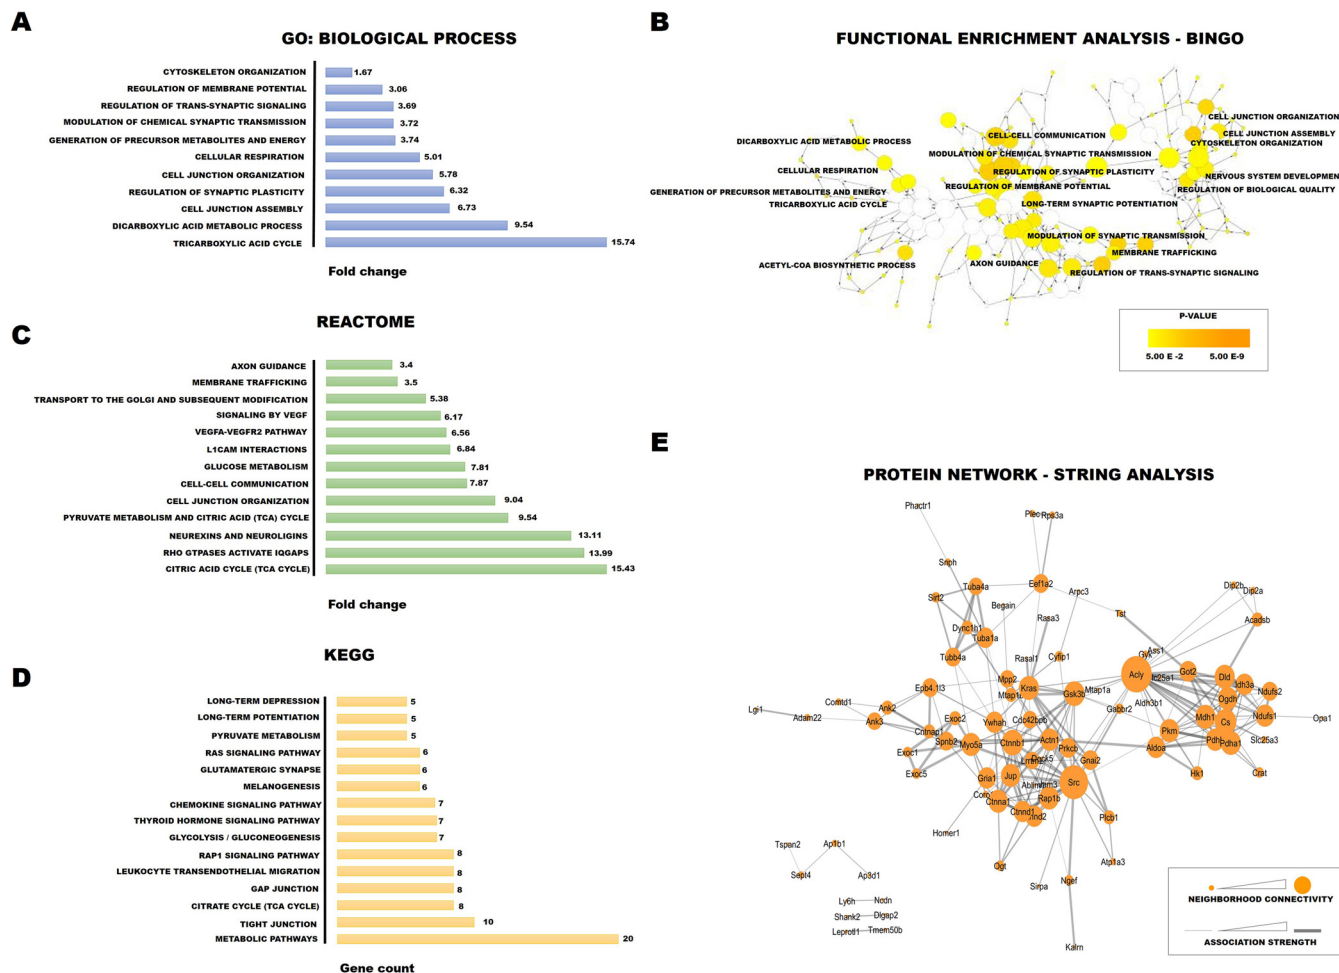 A
GO: BIOLOGICAL PROCESS
CYTOSKELETON ORGANIZATION 1.67
REGULATION OF MEMBRANE POTENTIAL 3.06
REGULATION OF TRANS-SYNAPTIC SIGNALING 3.69
MODULATION OF CHEMICAL SYNAPTIC TRANSMISSION 3.72
GENERATION OF PRECURSOR METABOLITES AND ENERGY 3.74
CELLULAR RESPIRATION 5.01
CELL JUNCTION ORGANIZATION 5.78
REGULATION OF SYNAPTIC PLASTICITY 6.32
CELL JUNCTION ASSEMBLY 6.73
DICARBOXYLIC ACID METABOLIC PROCESS 9.54
TRICARBOXYLIC ACID CYCLE 15.74
Fold change
B
FUNCTIONAL ENRICHMENT ANALYSIS - BINGO
CELL JUNCTION ORGANIZATION
CELL-CELL COMMUNICATION
CELL JUNCTION ASSEMBLY
DICARBOXYLIC ACID METABOLIC PROCESS
CYTOSKELETON ORGANIZATION
MODULATION OF CHEMICAL SYNAPTIC TRANSMISSION
CELLULAR RESPIRATION
REGULATION OF SYNAPTIC PLASTICITY
NERVOUS SYSTEM DEVELOPMEN
REGULATION OF MEMBRANE POTENTIAL
REGULATION OF BIOLOGICAL QUALITY
GENERATION OF PRECURSOR METABOLITES AND ENERGY
TRICARBOXYLIC ACID CYCLE
LONG-TERM SYNAPTIC POTENTIATION
MODULATION OF SYNAPTIC TRANSMISSION
MEMBRANE TRAFFICKING
ACETYL-COA BIOSYNTHETIC PROCESS
AXON GUIDANCE
REGULATION OF TRANS-SYNAPTIC SIGNALING
P-VALUE
5.00 E -2 5.00 E-9
C
REACTOME
AXON GUIDANCE 3.4
MEMBRANE TRAFFICKING 3.5
TRANSPORT TO THE GOLGI AND SUBSEQUENT MODIFICATION 5.38
SIGNALING BY VEGF 6.17
VEGFA-VEGFR2 PATHWAY 6.56
L1CAM INTERACTIONS 6.84
GLUCOSE METABOLISM 7.81
CELL-CELL COMMUNICATION 7.87
CELL JUNCTION ORGANIZATION 9.04
PYRUVATE METABOLISM AND CITRIC ACID (TCA) CYCLE 9.54
NEUREXINS AND NEUROLIGINS 13.11
RHO GTPASES ACTIVATE IQGAPS 13.99
CITRIC ACID CYCLE (TCA CYCLE) 15.43
Fold change
D
KEGG
LONG-TERM DEPRESSION 5
LONG-TERM POTENTIATION 5
PYRUVATE METABOLISM 5
RAS SIGNALING PATHWAY 6
GLUTAMATERGIC SYNAPSE 6
MELANOGENESIS 6
CHEMOKINE SIGNALING PATHWAY 7
THYROID HORMONE SIGNALING PATHWAY 7
GLYCOLYSIS / GLUCONEOGENESIS 7
RAP1 SIGNALING PATHWAY 8
LEUKOCYTE TRANSENDOTHELIAL MIGRATION 8
GAP JUNCTION 8
CITRATE CYCLE (TCA CYCLE) 8
TIGHT JUNCTION 10
METABOLIC PATHWAYS 20
Gene count
E
PROTEIN NETWORK - STRING ANALYSIS
Phactr1
Plec Rps3a
Snph
Tuba4a Eef1a2
Sirt2 Begain Arpc3 Dip2b Dip2a
Rasa3 Tst Acadsb
Dync1h1 Tuba1a
Tubb4a Rasal1 Cyfip1 Gyk Ass1
Mpp2 Acly Slc25a1 Got2 Dld Idh3a
Epb4.1l3 Kras Gsk3b Mtap1a Ogdh Ndufs2
Comtd1 Ank2 Gabbr2 Aldh3b1
Lgi1 Adam22 Ank3 Exoc2 Ywhah Cdc42bpb Mdh1 Cs Ndufs1 Opa1
Cntnap1 Pkm
Spnb2 Myo5a Ctnnb1 Actn1 Prkcb Aldoa Pdha1 Slc25a3
Exoc1 Gnai2
Exoc5 Gria1 Jup Src Hk1 Crat
Ctnna1 Rap1b
Ctnnd1 Plcb1
Homer1
Tspan2 Ap1b1
Ogt Atp1a3
Sept4 Ap3d1 Sirpa Ngef
Ly6h Ncdn
Shank2 Dlgap2
Leprotl1 Tmem50b
Kalrn
NEIGHBORHOOD CONNECTIVITY
ASSOCIATION STRENGTH